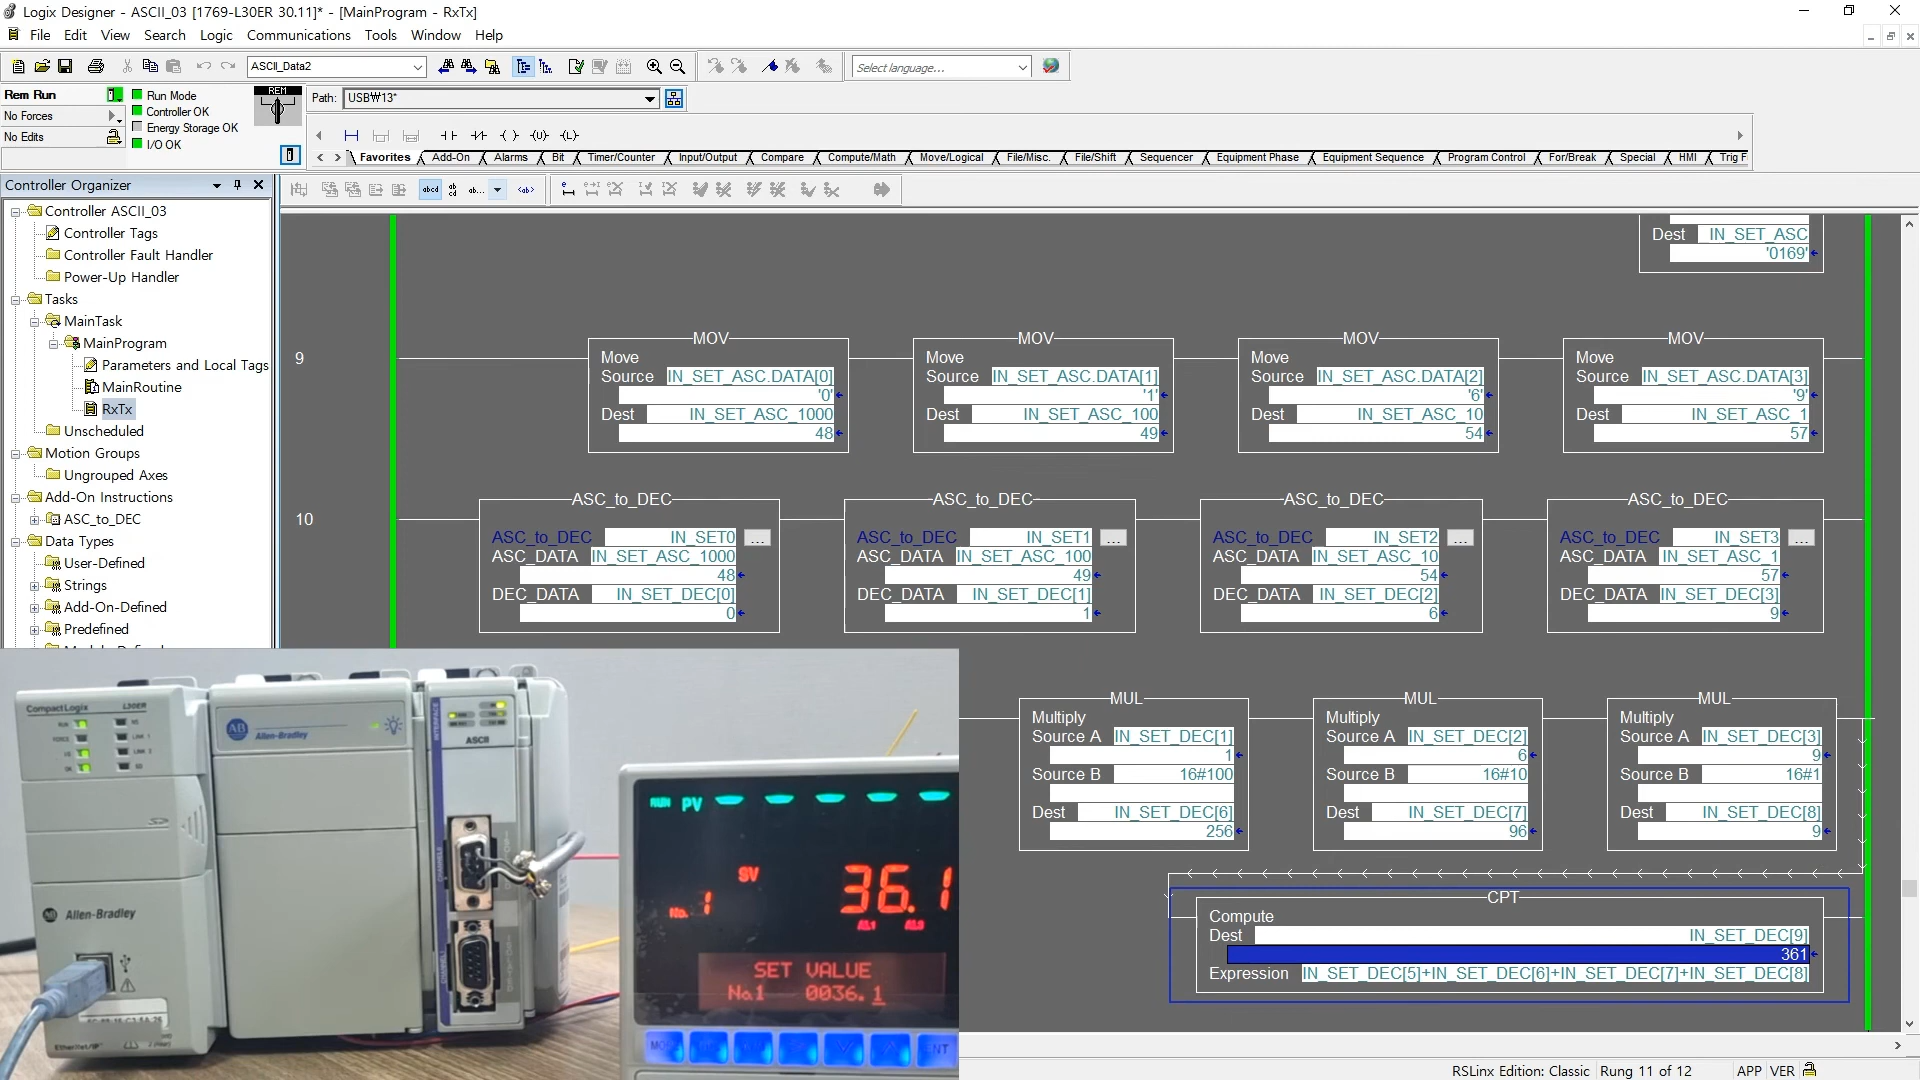 Logix Designer - ASCII_03 [1769-L30ER 30.11]* - [MainProgram - RxTx]
File Edit View Search Logic Communications Tools Window Help
ASCII_Data2
Select language...
Rem Run
No Forces
No Edits
Run Mode
Controller OK
Energy Storage OK
I/O OK
REM
Path: USB₩13*
Favorites Add-On Alarms Bit Timer/Counter Input/Output Compare Compute/Math Move/Logical File/Misc. File/Shift Sequencer Equipment Phase Equipment Sequence Program Control For/Break Special HMI Trig F
Controller Organizer
Controller ASCII_03
Controller Tags
Controller Fault Handler
Power-Up Handler
Tasks
MainTask
MainProgram
Parameters and Local Tags
MainRoutine
RxTx
Unscheduled
Motion Groups
Ungrouped Axes
Add-On Instructions
ASC_to_DEC
Data Types
User-Defined
Strings
Add-On-Defined
Predefined
Dest IN_SET_ASC
'0169'
9
MOV
Move
Source IN_SET_ASC.DATA[0]
'0'
Dest IN_SET_ASC_1000
48
MOV
Move
Source IN_SET_ASC.DATA[1]
'1'
Dest IN_SET_ASC_100
49
MOV
Move
Source IN_SET_ASC.DATA[2]
'6'
Dest IN_SET_ASC_10
54
MOV
Move
Source IN_SET_ASC.DATA[3]
'9'
Dest IN_SET_ASC_1
57
10
ASC_to_DEC
ASC_to_DEC IN_SET0 ...
ASC_DATA IN_SET_ASC_1000
48
DEC_DATA IN_SET_DEC[0]
0
ASC_to_DEC
ASC_to_DEC IN_SET1 ...
ASC_DATA IN_SET_ASC_100
49
DEC_DATA IN_SET_DEC[1]
1
ASC_to_DEC
ASC_to_DEC IN_SET2 ...
ASC_DATA IN_SET_ASC_10
54
DEC_DATA IN_SET_DEC[2]
6
ASC_to_DEC
ASC_to_DEC IN_SET3 ...
ASC_DATA IN_SET_ASC_1
57
DEC_DATA IN_SET_DEC[3]
9
MUL
Multiply
Source A IN_SET_DEC[1]
1
Source B 16#100
Dest IN_SET_DEC[6]
256
MUL
Multiply
Source A IN_SET_DEC[2]
6
Source B 16#10
Dest IN_SET_DEC[7]
96
MUL
Multiply
Source A IN_SET_DEC[3]
9
Source B 16#1
Dest IN_SET_DEC[8]
9
CPT
Compute
Dest IN_SET_DEC[9]
361
Expression IN_SET_DEC[5]+IN_SET_DEC[6]+IN_SET_DEC[7]+IN_SET_DEC[8]
CompactLogix L30ER
RUN
AB Allen-Bradley
ASCII
Allen-Bradley
EtherNet/IP
RUN PV
SV
No. 1
36.1
SET VALUE
No.1 0036.1
ENT
RSLinx Edition: Classic Rung 11 of 12 APP VER